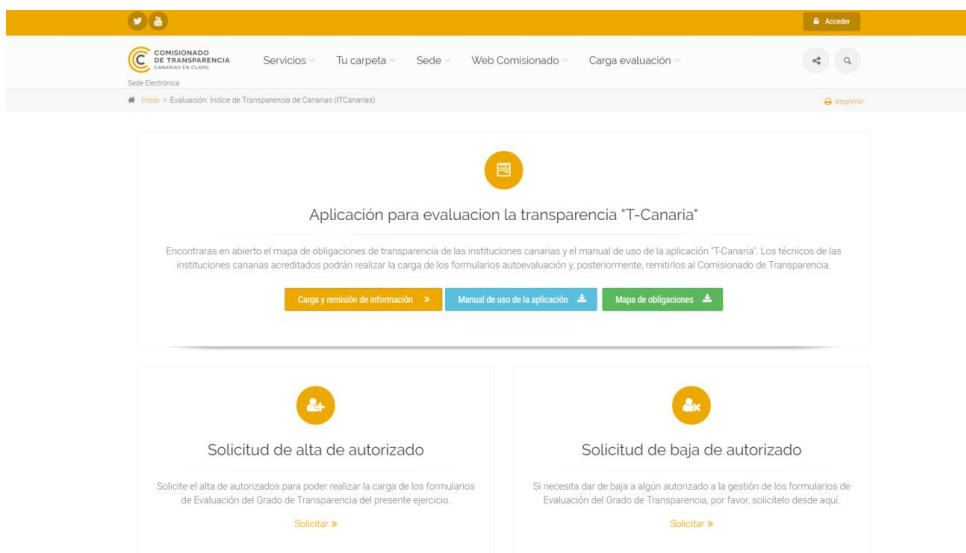 Acceder
COMISIONADO
DE TRANSPARENCIA
CANARIAS EN CLARO
Sede Electrónica
Servicios
Tu carpeta
Sede
Web Comisionado
Carga evaluación
Inicio > Evaluación: Índice de Transparencia de Canarias (ITCanarias)
Imprimir
Aplicación para evaluacion la transparencia "T-Canaria"
Encontraras en abierto el mapa de obligaciones de transparencia de las instituciones canarias y el manual de uso de la aplicación "T-Canaria". Los técnicos de las
instituciones canarias acreditados podrán realizar la carga de los formularios autoevaluación y, posteriormente, remitirlos al Comisionado de Transparencia.
Carga y remisión de información »
Manual de uso de la aplicación
Mapa de obligaciones
Solicitud de alta de autorizado
Solicite el alta de autorizados para poder realizar la carga de los formularios
de Evaluación del Grado de Transparencia del presente ejercicio.
Solicitar »
Solicitud de baja de autorizado
Si necesita dar de baja a algún autorizado a la gestión de los formularios de
Evaluación del Grado de Transparencia, por favor, solicítelo desde aquí.
Solicitar »